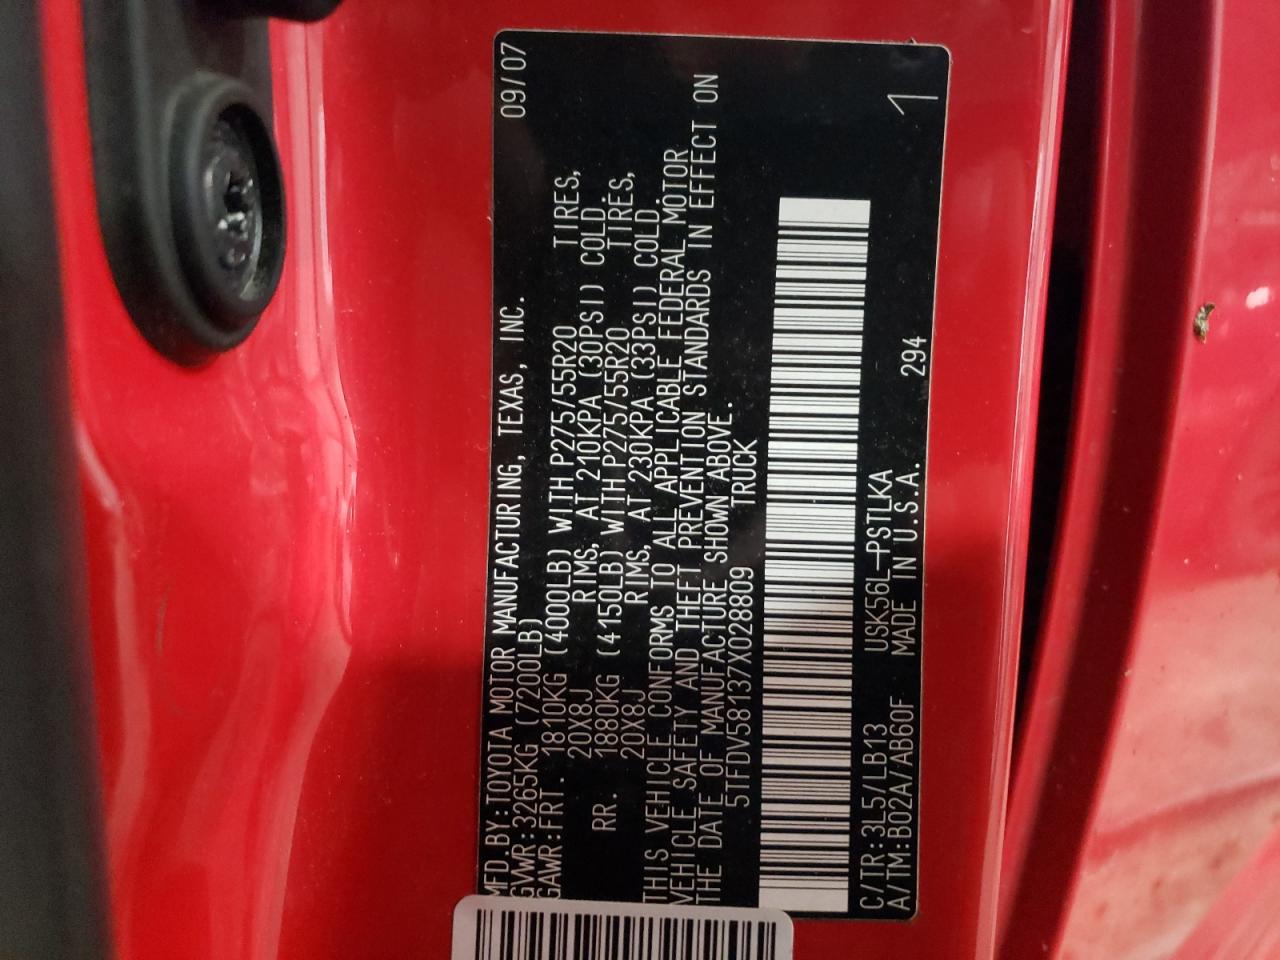 MFD.BY:TOYOTA MOTOR MANUFACTURING, TEXAS, INC. 09/07
GVWR:3265KG (7200LB)
GAWR:FRT. 1810KG (4000LB) WITH P275/55R20 TIRES,
20X8J RIMS, AT 210KPA (30PSI) COLD
RR. 1880KG (4150LB) WITH P275/55R20 TIRES,
20X8J RIMS, AT 230KPA (33PSI) COLD.
THIS VEHICLE CONFORMS TO ALL APPLICABLE FEDERAL MOTOR
VEHICLE SAFETY AND THEFT PREVENTION STANDARDS IN EFFECT ON
THE DATE OF MANUFACTURE SHOWN ABOVE.
5TFDV58137X028809 TRUCK
C/TR:3L5/LB13 USK56L-PSTLKA
A/TM:B02A/AB60F MADE IN U.S.A. 294 1